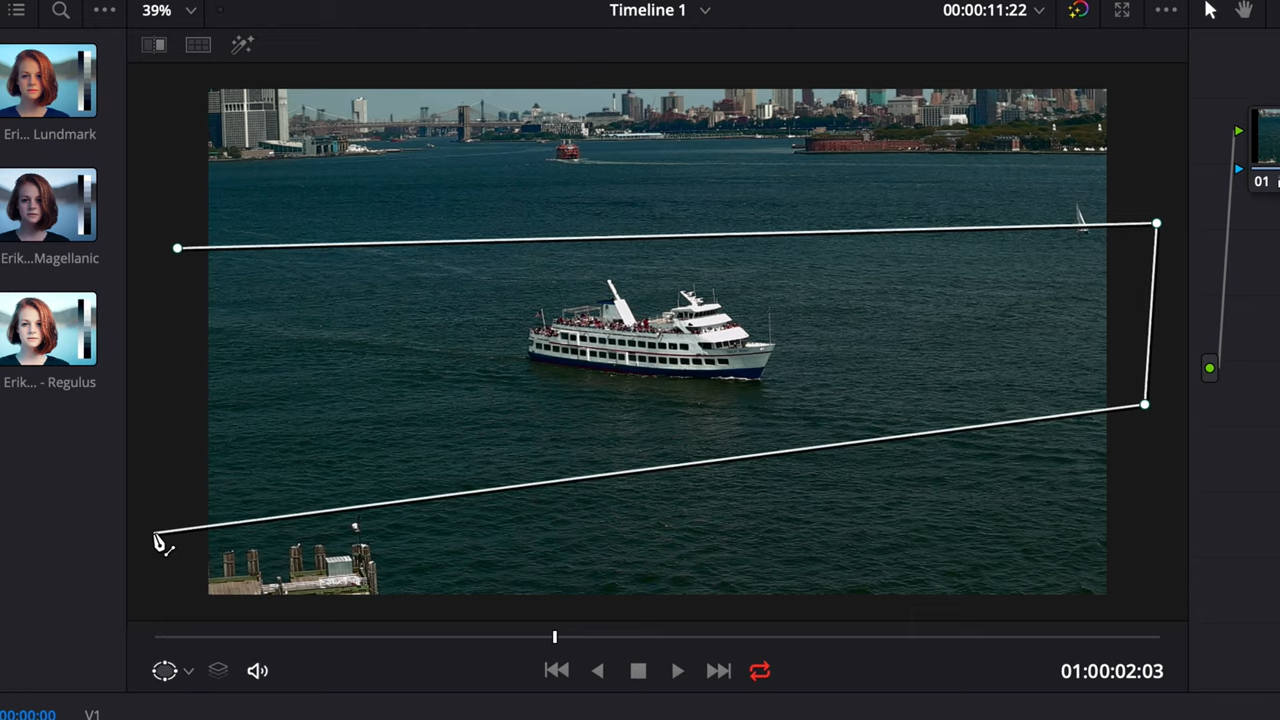 39%
Timeline 1
00:00:11:22
Eri... Lundmark
Erik...Magellanic
Erik... - Regulus
01
01:00:02:03
00:00:00
V1